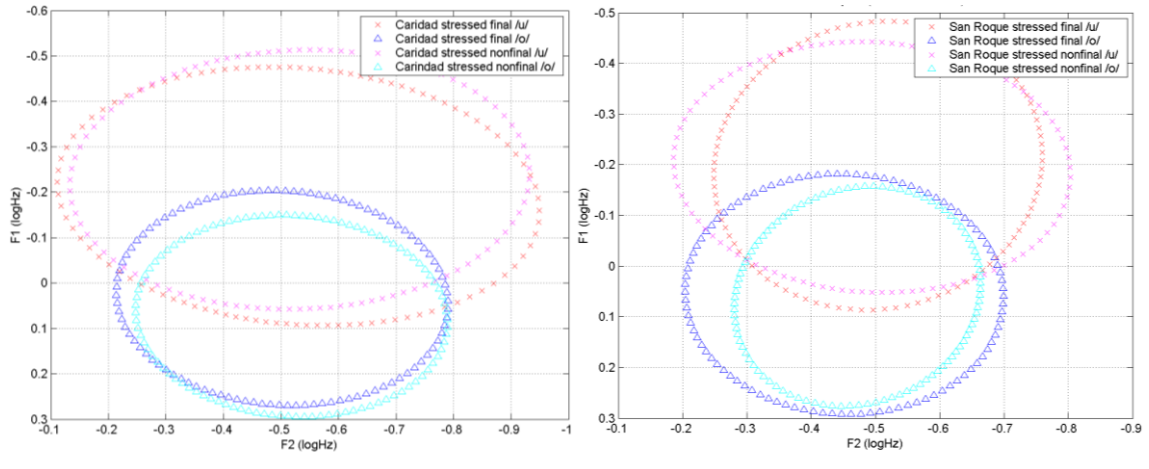 -0.6
-0.5
-0.4
-0.3
-0.2
-0.1
0
0.1
0.2
0.3
F1 (logHz)
-0.1 -0.2 -0.3 -0.4 -0.5 -0.6 -0.7 -0.8 -0.9 -1
F2 (logHz)
Caridad stressed final /u/
Caridad stressed final /o/
Caridad stressed nonfinal /u/
Carindad stressed nonfinal /o/
-0.5
-0.4
-0.3
-0.2
-0.1
0
0.1
0.2
0.3
F1 (logHz)
-0.1 -0.2 -0.3 -0.4 -0.5 -0.6 -0.7 -0.8 -0.9
F2 (logHz)
San Roque stressed final /u/
San Roque stressed final /o/
San Roque stressed nonfinal /u/
San Roque stressed nonfinal /o/